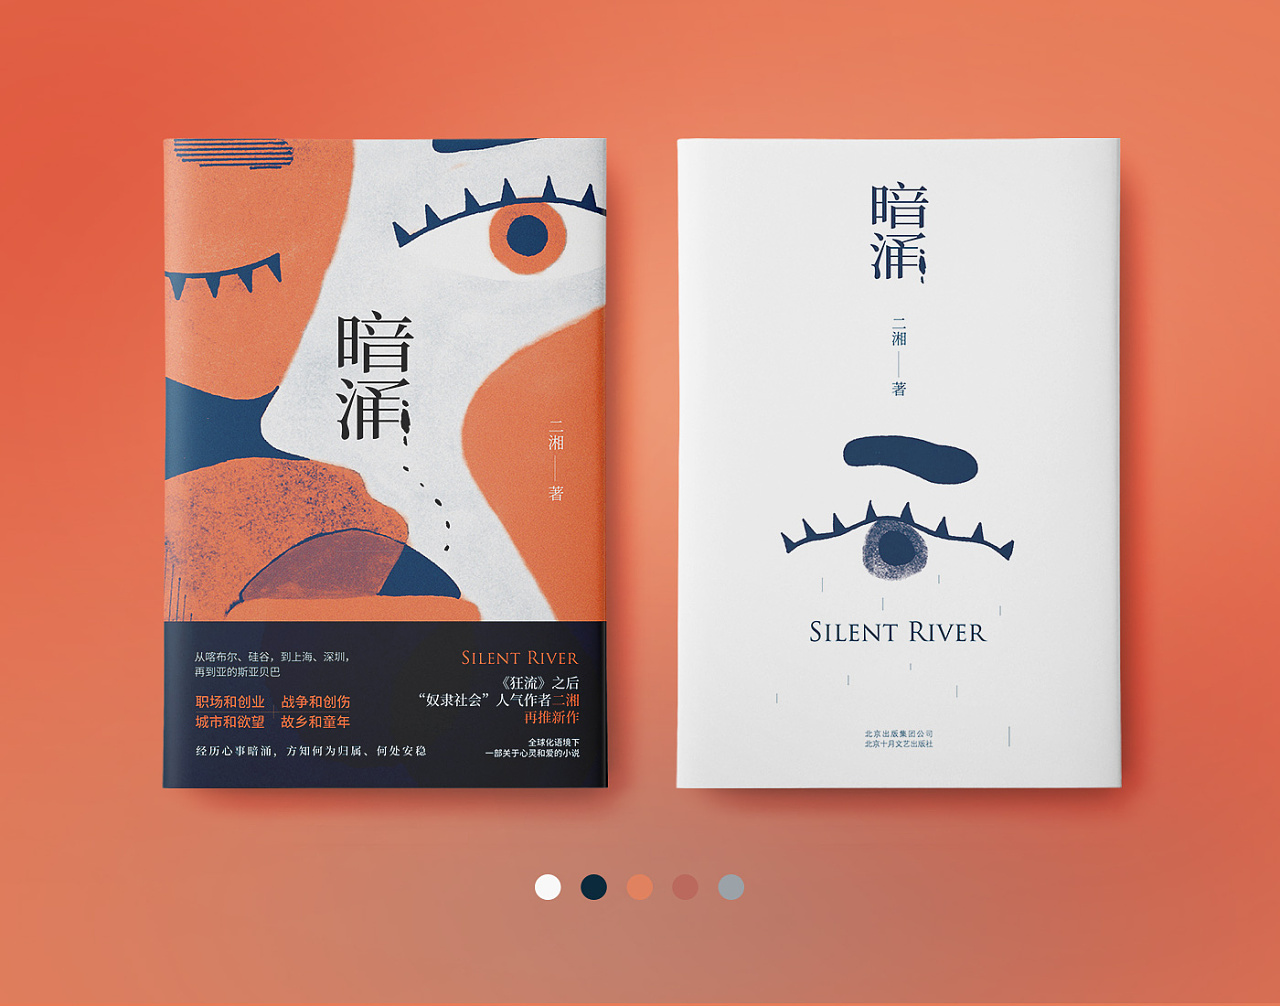 暗涌
二湘——著
从喀布尔、硅谷,到上海、深圳,
再到亚的斯亚贝巴
职场和创业 战争和创伤
城市和欲望 故乡和童年
经历心事暗涌,方知何为归属、何处安稳
SILENT RIVER
《狂流》之后
“奴隶社会”人气作者二湘
再推新作
全球化语境下
一部关于心灵和爱的小说
暗涌
二湘——著
SILENT RIVER
北京出版集团公司
北京十月文艺出版社